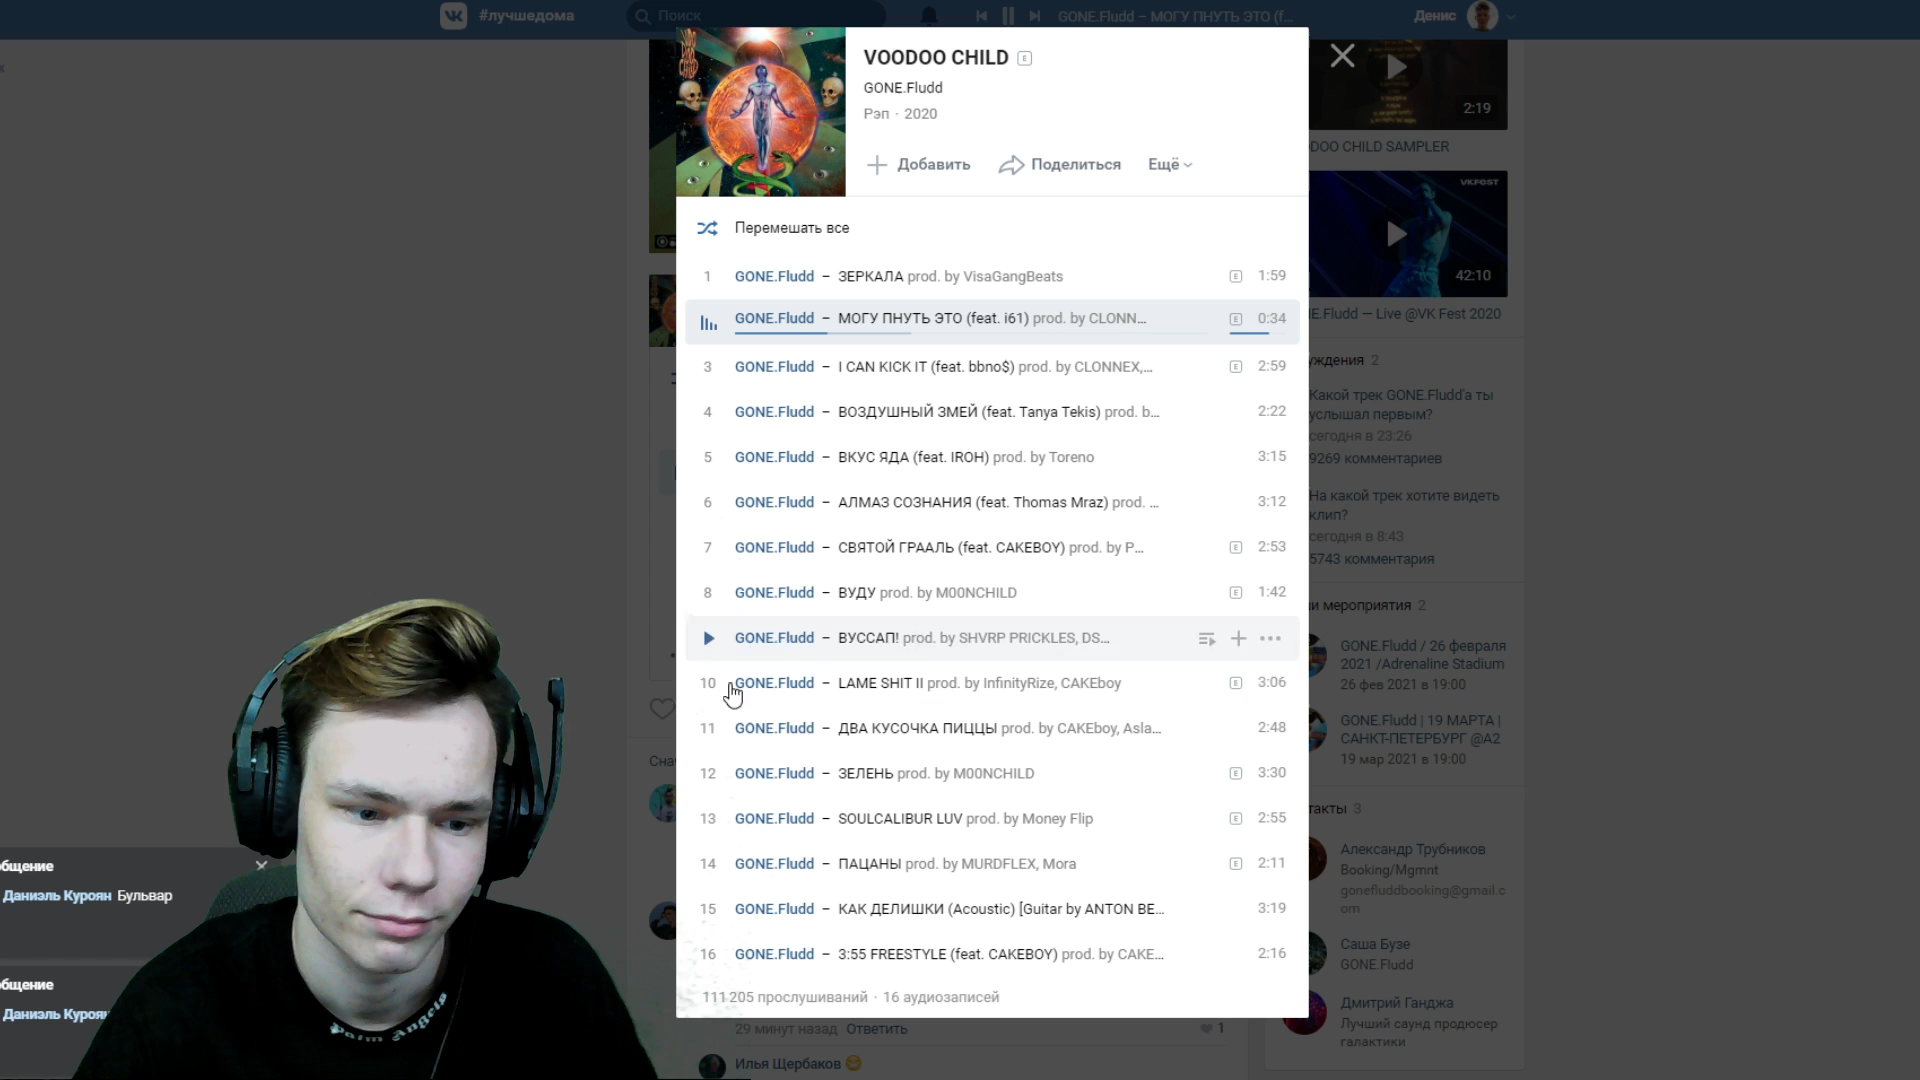 #лучшедома
Поиск
GONE.Fludd – МОГУ ПНУТЬ ЭТО (f...
Денис
VOODOO CHILD E
GONE.Fludd
Рэп · 2020
Добавить
Поделиться
Ещё
Перемешать все
1 GONE.Fludd – ЗЕРКАЛА prod. by VisaGangBeats E 1:59
GONE.Fludd – МОГУ ПНУТЬ ЭТО (feat. i61) prod. by CLONN... E 0:34
3 GONE.Fludd – I CAN KICK IT (feat. bbno$) prod. by CLONNEX,... E 2:59
4 GONE.Fludd – ВОЗДУШНЫЙ ЗМЕЙ (feat. Tanya Tekis) prod. b... 2:22
5 GONE.Fludd – ВКУС ЯДА (feat. IROH) prod. by Toreno 3:15
6 GONE.Fludd – АЛМАЗ СОЗНАНИЯ (feat. Thomas Mraz) prod. ... 3:12
7 GONE.Fludd – СВЯТОЙ ГРААЛЬ (feat. CAKEBOY) prod. by P... E 2:53
8 GONE.Fludd – ВУДУ prod. by M00NCHILD E 1:42
GONE.Fludd – ВУССАП! prod. by SHVRP PRICKLES, DS...
10 GONE.Fludd – LAME SHIT II prod. by InfinityRize, CAKEboy E 3:06
11 GONE.Fludd – ДВА КУСОЧКА ПИЦЦЫ prod. by CAKEboy, Asla... 2:48
12 GONE.Fludd – ЗЕЛЕНЬ prod. by M00NCHILD E 3:30
13 GONE.Fludd – SOULCALIBUR LUV prod. by Money Flip E 2:55
14 GONE.Fludd – ПАЦАНЫ prod. by MURDFLEX, Mora E 2:11
15 GONE.Fludd – КАК ДЕЛИШКИ (Acoustic) [Guitar by ANTON BE... 3:19
16 GONE.Fludd – 3:55 FREESTYLE (feat. CAKEBOY) prod. by CAKE... 2:16
111 205 прослушиваний · 16 аудиозаписей
29 минут назад Ответить
1
Илья Щербаков
2:19
DOO CHILD SAMPLER
VKFEST
42:10
E.Fludd — Live @VK Fest 2020
уждения 2
Какой трек GONE.Fludd'а ты
услышал первым?
сегодня в 23:26
9269 комментариев
На какой трек хотите видеть
клип?
сегодня в 8:43
5743 комментария
и мероприятия 2
GONE.Fludd / 26 февраля
2021 /Adrenaline Stadium
26 фев 2021 в 19:00
GONE.Fludd | 19 МАРТА |
САНКТ-ПЕТЕРБУРГ @A2
19 мар 2021 в 19:00
такты 3
Александр Трубников
Booking/Mgmnt
gonefluddbooking@gmail.c
om
Саша Бузе
GONE.Fludd
Дмитрий Ганджа
Лучший саунд продюсер
галактики
Снач
общение
Даниэль Куроян Бульвар
общение
Даниэль Куроян
Palm Angels